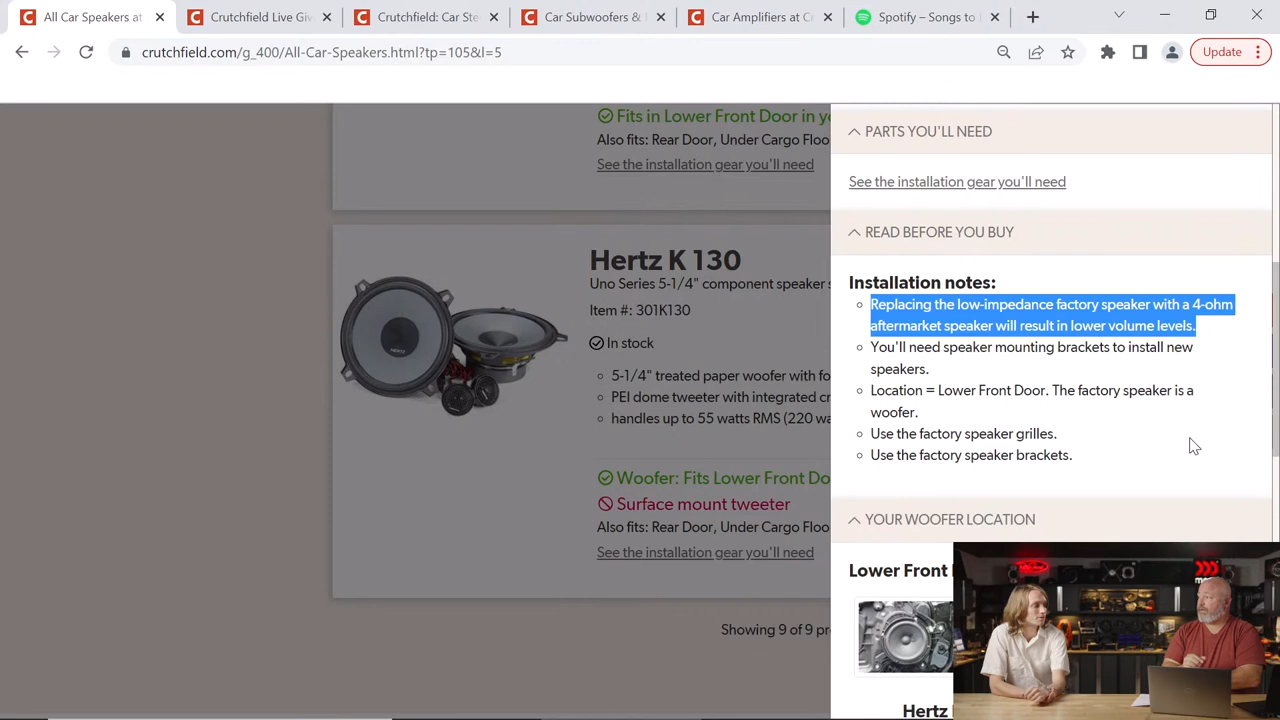 All Car Speakers at
Crutchfield Live Giv
Crutchfield: Car Ste
Car Subwoofers &
Car Amplifiers at C
Spotify – Songs to
crutchfield.com/g_400/All-Car-Speakers.html?tp=105&l=5
Update
Fits in Lower Front Door in yo
Also fits: Rear Door, Under Cargo Floo
See the installation gear you'll need
Hertz K 130
Uno Series 5-1/4" component speaker s
Item #: 301K130
In stock
5-1/4" treated paper woofer with fo
PEI dome tweeter with integrated cr
handles up to 55 watts RMS (220 wa
Woofer: Fits Lower Front Do
Surface mount tweeter
Also fits: Rear Door, Under Cargo Floo
See the installation gear you'll need
Showing 9 of 9 pr
PARTS YOU'LL NEED
See the installation gear you'll need
READ BEFORE YOU BUY
Installation notes:
Replacing the low-impedance factory speaker with a 4-ohm
aftermarket speaker will result in lower volume levels.
You'll need speaker mounting brackets to install new
speakers.
Location = Lower Front Door. The factory speaker is a
woofer.
Use the factory speaker grilles.
Use the factory speaker brackets.
YOUR WOOFER LOCATION
Lower Front
Hertz